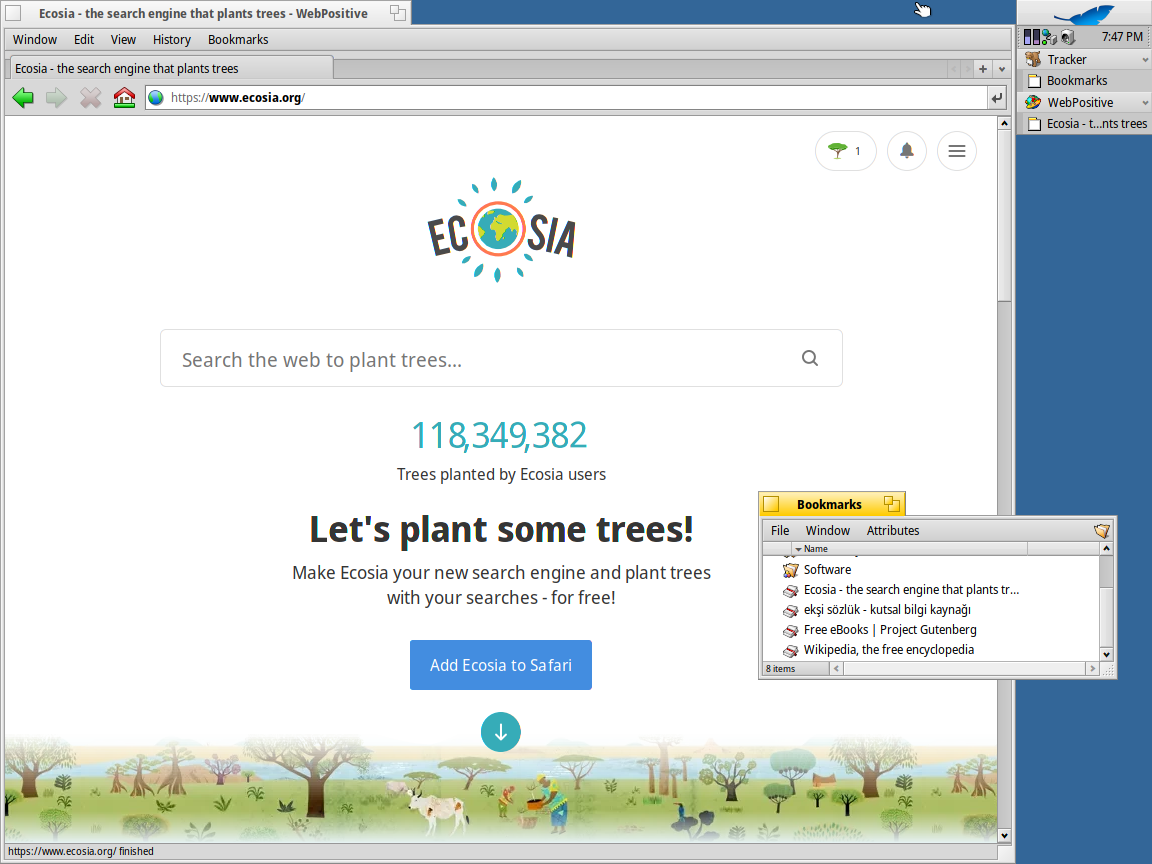 Ecosia - the search engine that plants trees - WebPositive
Window Edit View History Bookmarks
Ecosia - the search engine that plants trees
https://www.ecosia.org/
1
ECOSIA
Search the web to plant trees...
118,349,382
Trees planted by Ecosia users
Let's plant some trees!
Make Ecosia your new search engine and plant trees
with your searches - for free!
Add Ecosia to Safari
https://www.ecosia.org/ finished
Bookmarks
File Window Attributes
Name
Software
Ecosia - the search engine that plants tr...
ekşi sözlük - kutsal bilgi kaynağı
Free eBooks | Project Gutenberg
Wikipedia, the free encyclopedia
8 items
7:47 PM
Tracker
Bookmarks
WebPositive
Ecosia - t...nts trees